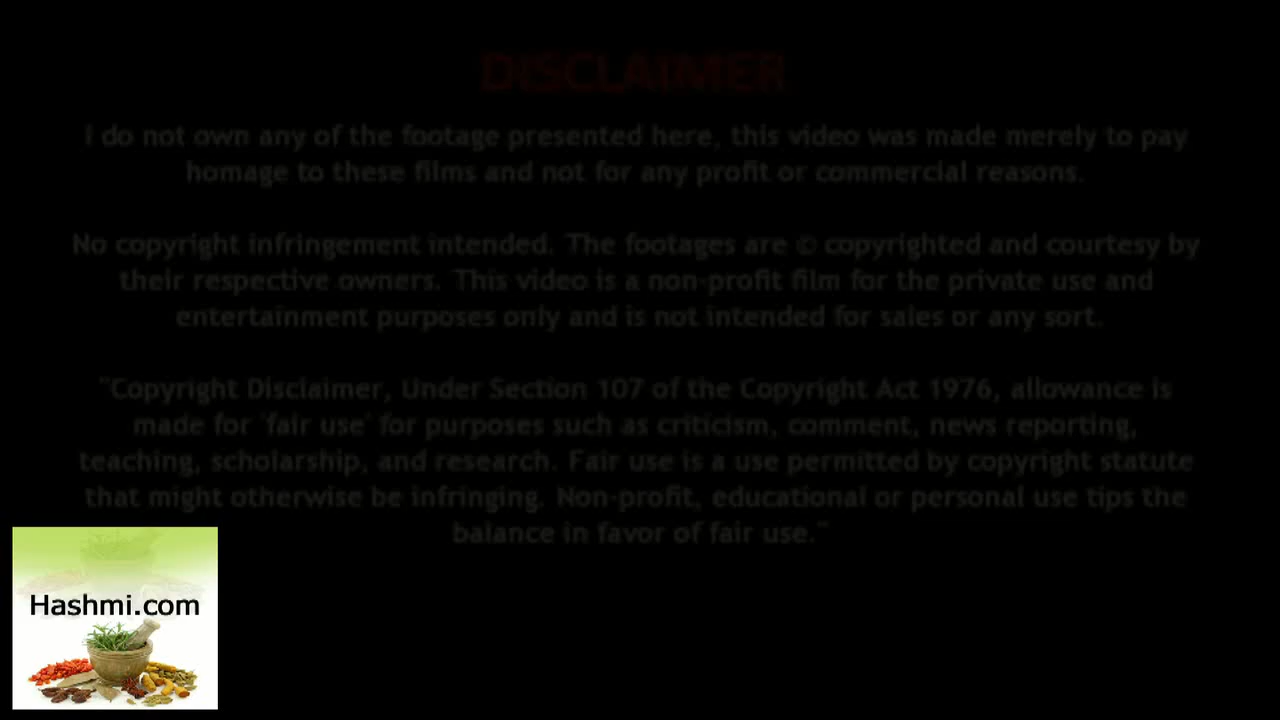 DISCLAIMER
I do not own any of the footage presented here, this video was made merely to pay
homage to these films and not for any profit or commercial reasons.
No copyright infringement intended. The footages are © copyrighted and courtesy by
their respective owners. This video is a non-profit film for the private use and
entertainment purposes only and is not intended for sales or any sort.
"Copyright Disclaimer, Under Section 107 of the Copyright Act 1976, allowance is
made for 'fair use' for purposes such as criticism, comment, news reporting,
teaching, scholarship, and research. Fair use is a use permitted by copyright statute
that might otherwise be infringing. Non-profit, educational or personal use tips the
balance in favor of fair use."
Hashmi.com